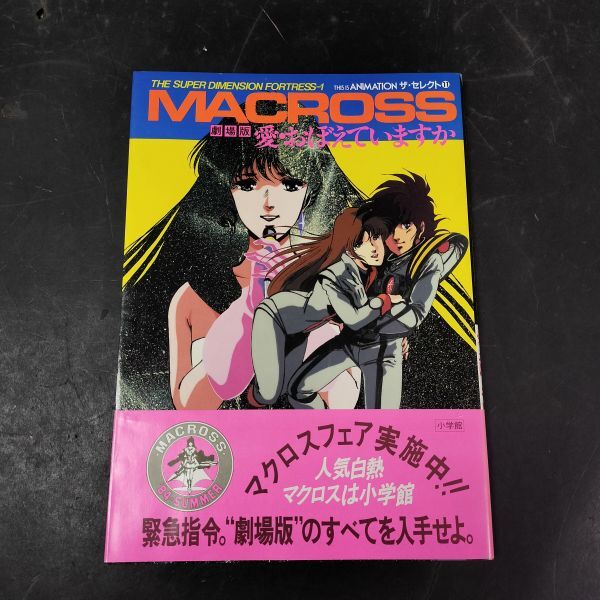 THE SUPER DIMENSION FORTRESS-1
THIS IS ANIMATION ザ・セレクト11
MACROSS
劇場版
愛・おぼえていますか
小学館
MACROSS
SUMMER
マクロスフェア実施中!!
人気白熱
マクロスは小学館
緊急指令。“劇場版”のすべてを入手せよ。